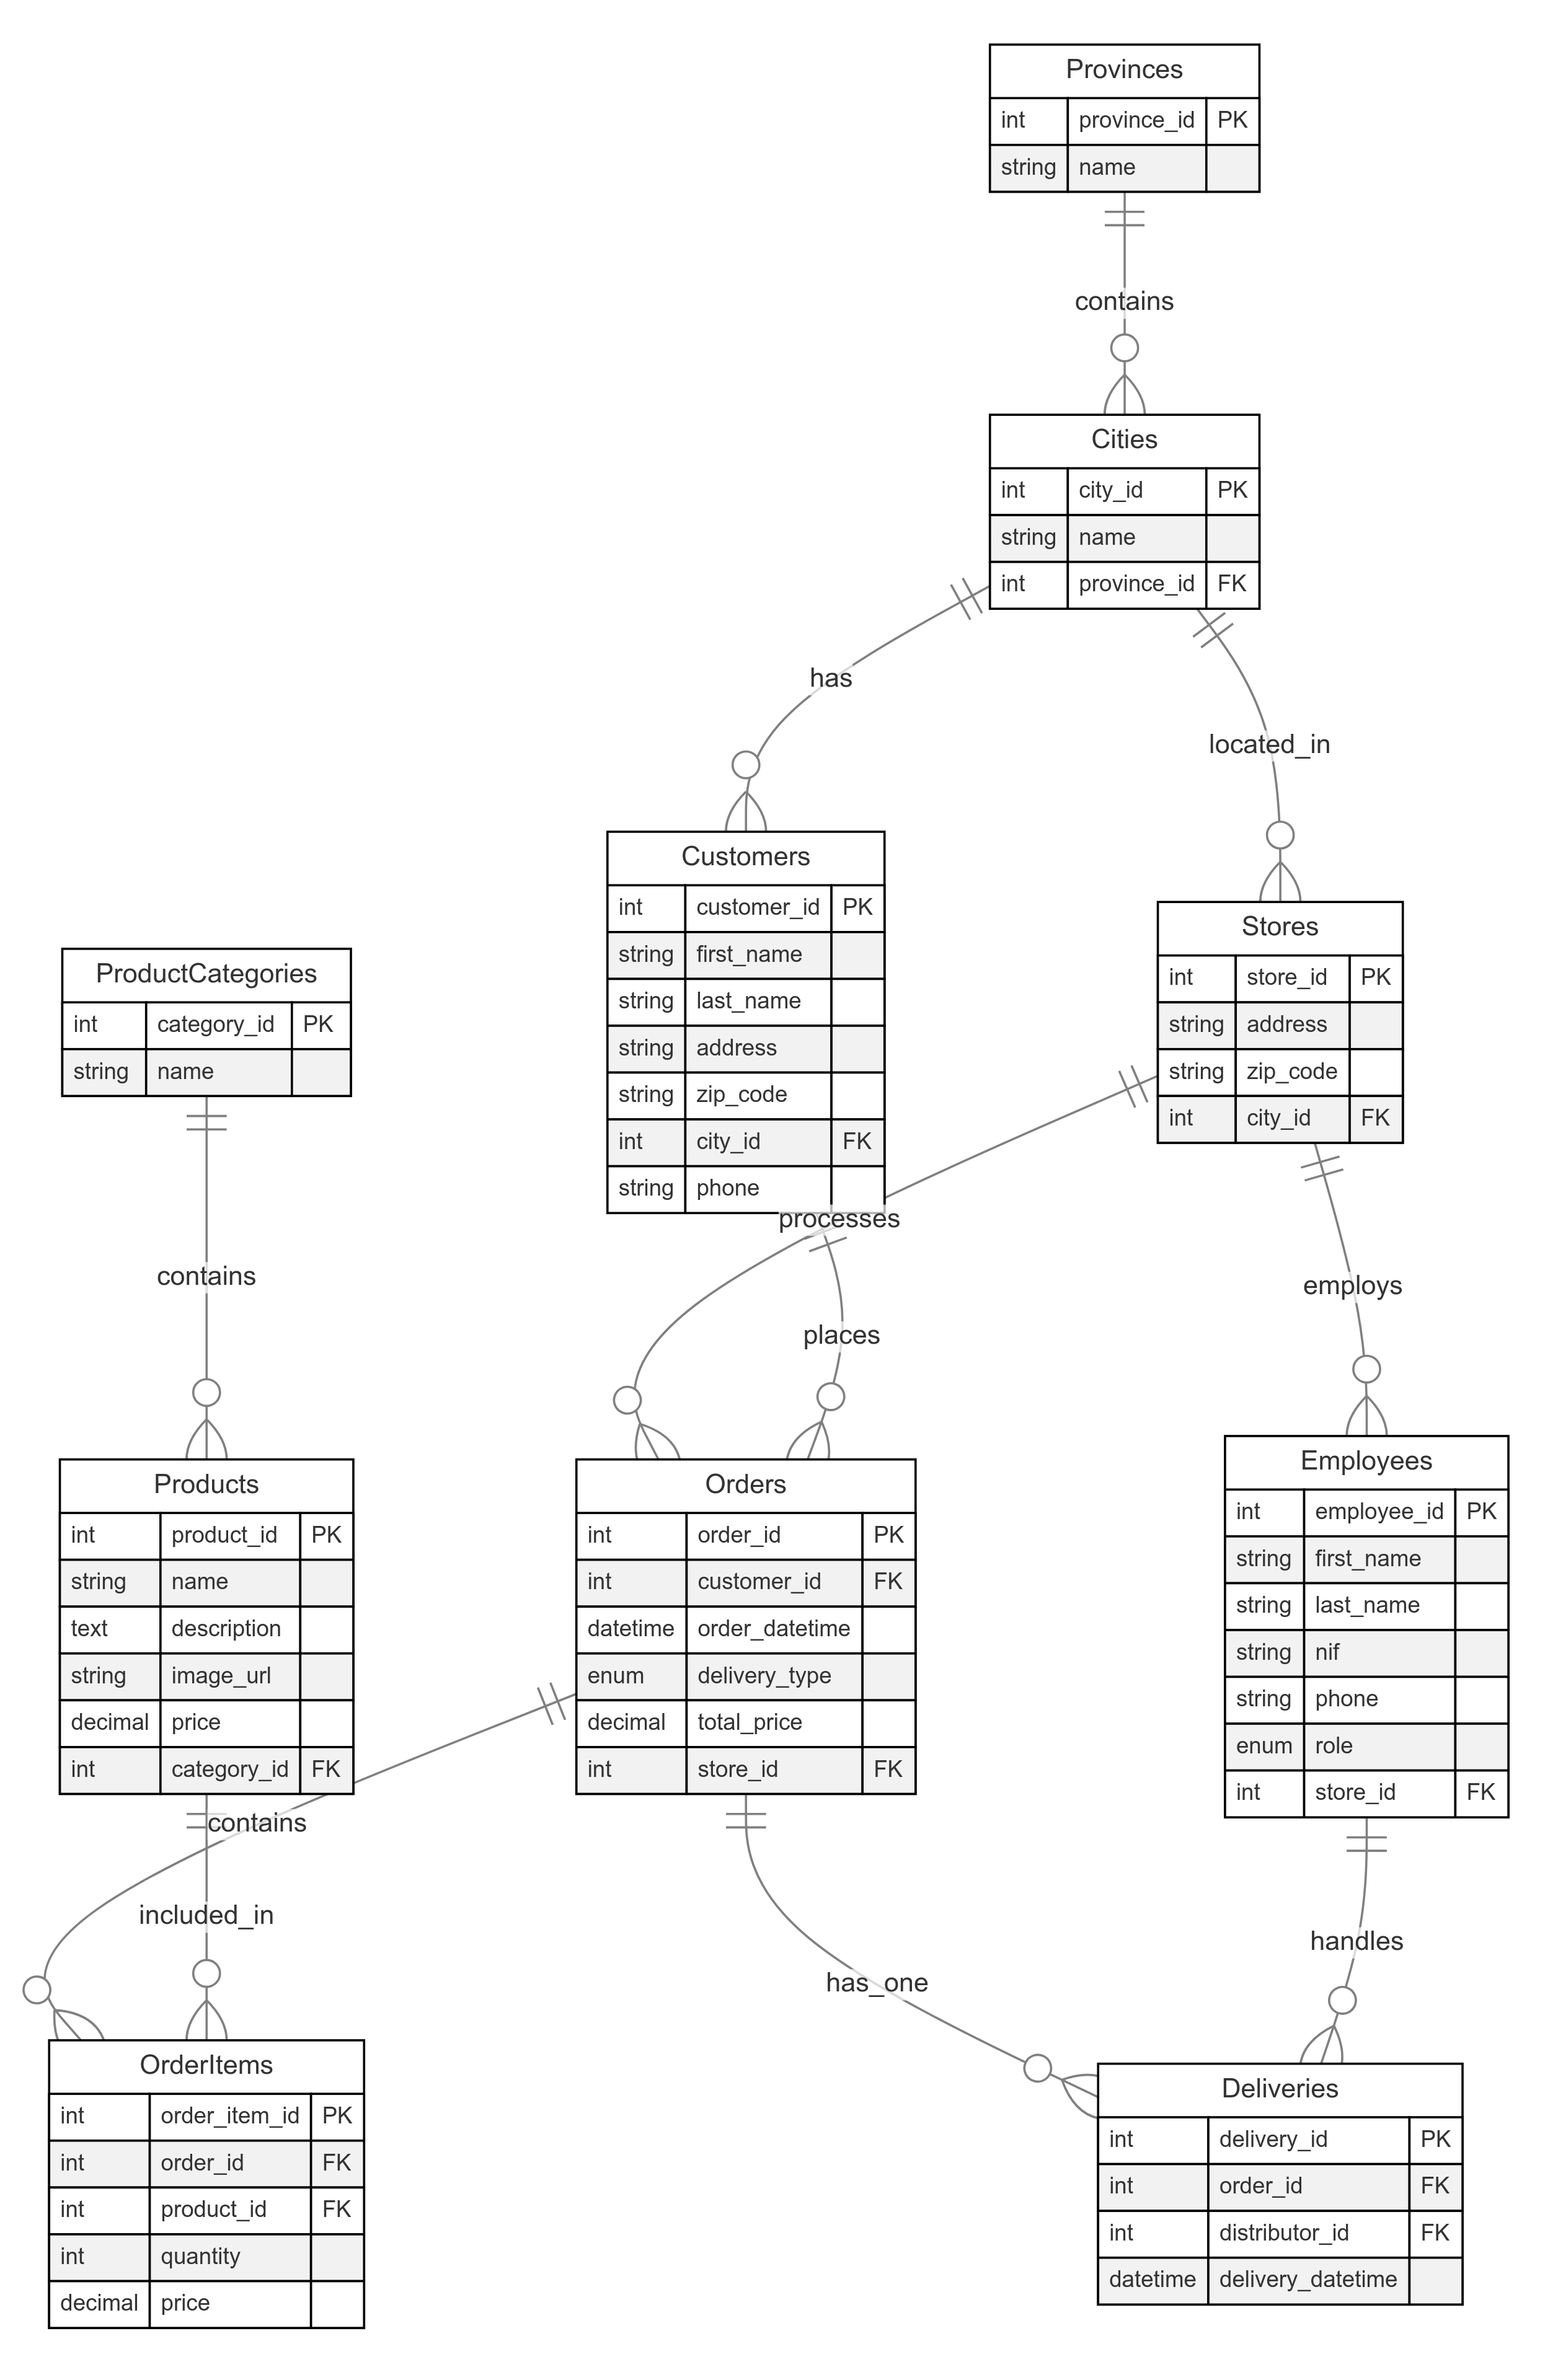 Provinces
int province_id PK
string name
contains
Cities
int city_id PK
string name
int province_id FK
has
located_in
Customers
int customer_id PK
string first_name
string last_name
string address
string zip_code
int city_id FK
string phone
Stores
int store_id PK
string address
string zip_code
int city_id FK
ProductCategories
int category_id PK
string name
processes
contains
employs
places
Products
int product_id PK
string name
text description
string image_url
decimal price
int category_id FK
Orders
int order_id PK
int customer_id FK
datetime order_datetime
enum delivery_type
decimal total_price
int store_id FK
Employees
int employee_id PK
string first_name
string last_name
string nif
string phone
enum role
int store_id FK
contains
included_in
handles
has_one
OrderItems
int order_item_id PK
int order_id FK
int product_id FK
int quantity
decimal price
Deliveries
int delivery_id PK
int order_id FK
int distributor_id FK
datetime delivery_datetime